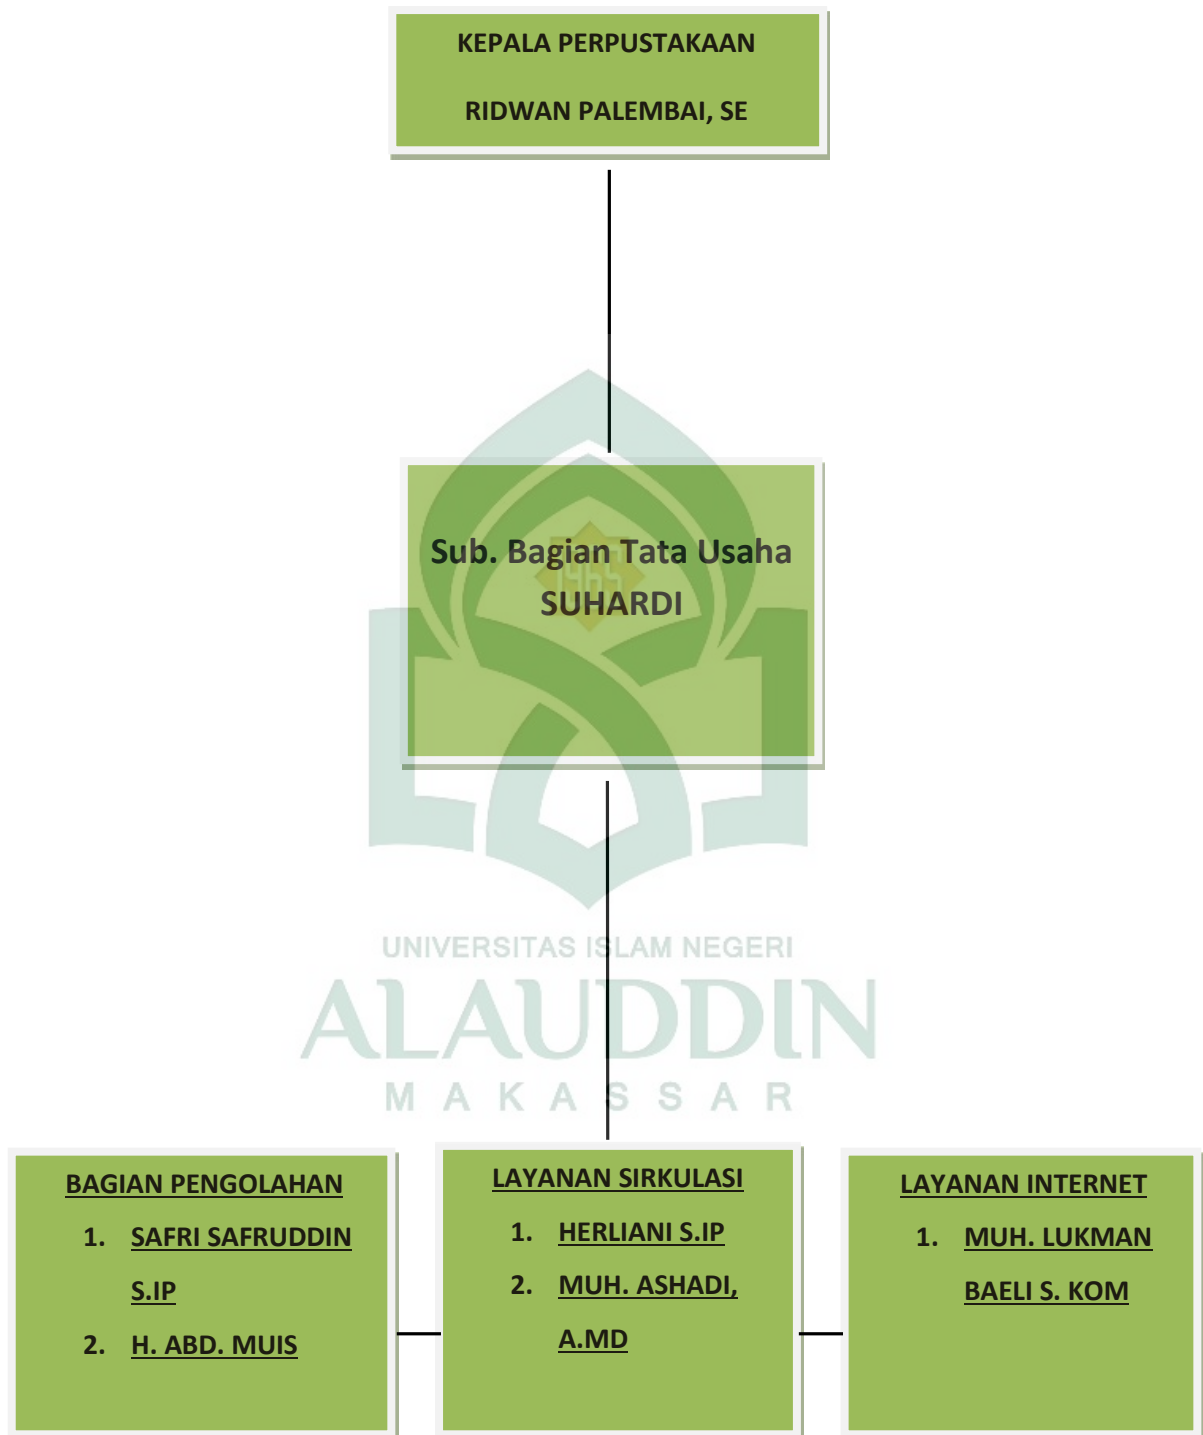 KEPALA PERPUSTAKAAN
RIDWAN PALEMBAI, SE
Sub. Bagian Tata Usaha
1965
SUHARDI
UNIVERSITAS ISLAM NEGERI
ALAUDDIN
MAKASSAR
BAGIAN PENGOLAHAN
1. SAFRI SAFRUDDIN
S.IP
2. H. ABD. MUIS
LAYANAN SIRKULASI
1. HERLIANI S.IP
2. MUH. ASHADI,
A.MD
LAYANAN INTERNET
1. MUH. LUKMAN
BAELI S. KOM